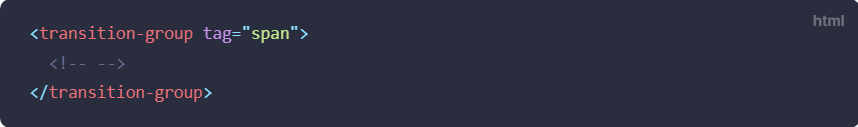 html
<transition-group tag="span">
  <!-- -->
</transition-group>